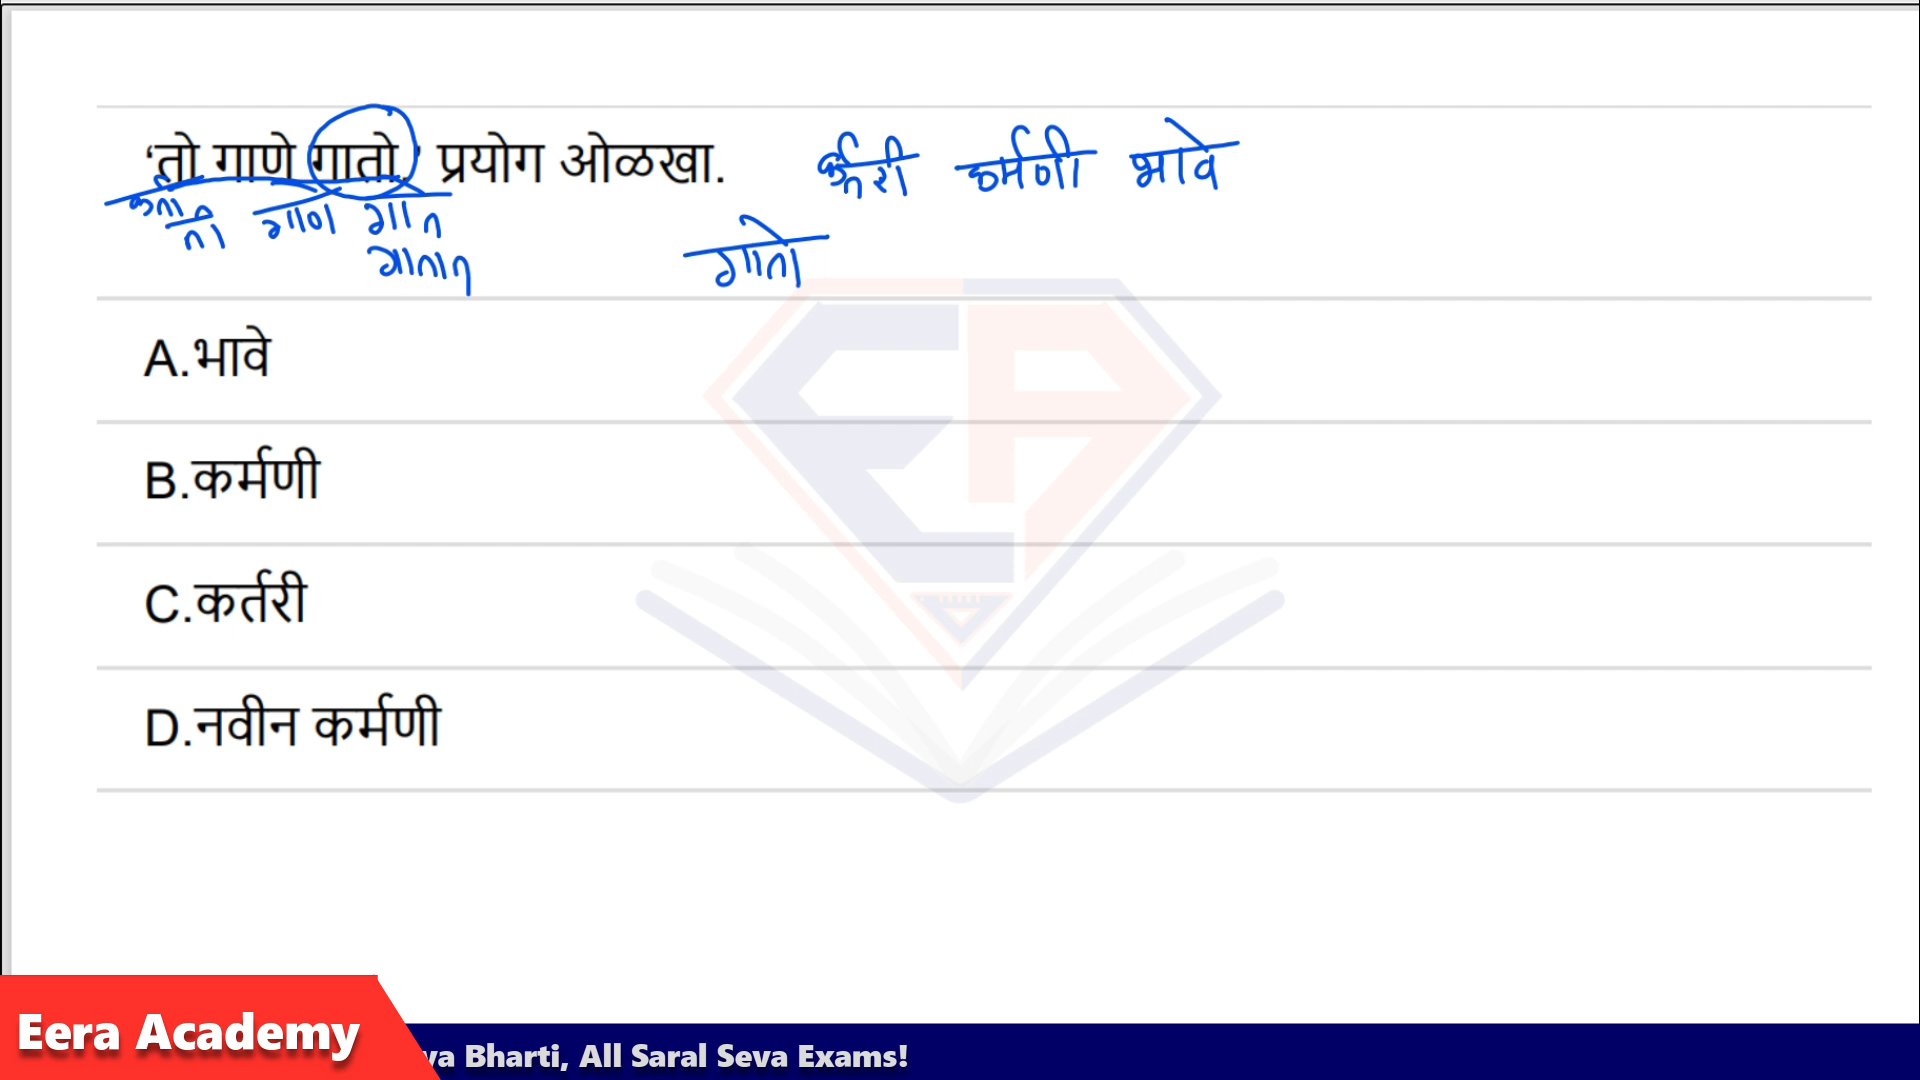 ‘तो गाणे गातो.’ प्रयोग ओळखा. कर्तरी कर्मणी भावे
कर्ता गाणे गात
ती गातात गातो
A.भावे
B.कर्मणी
C.कर्तरी
D.नवीन कर्मणी
Eera Academy
va Bharti, All Saral Seva Exams!